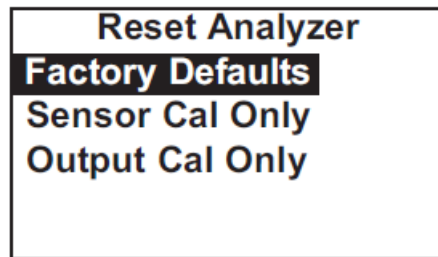 Reset Analyzer
Factory Defaults
Sensor Cal Only
Output Cal Only